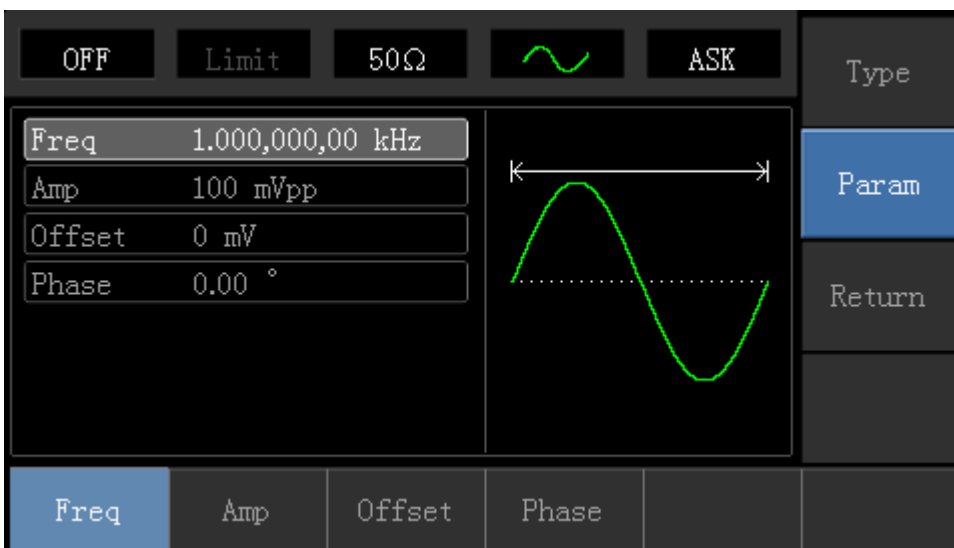 OFF Limit 50Ω ASK
Type
Freq 1.000,000,00 kHz
Amp 100 mVpp
Offset 0 mV
Phase 0.00 °
Param
Return
Freq Amp Offset Phase